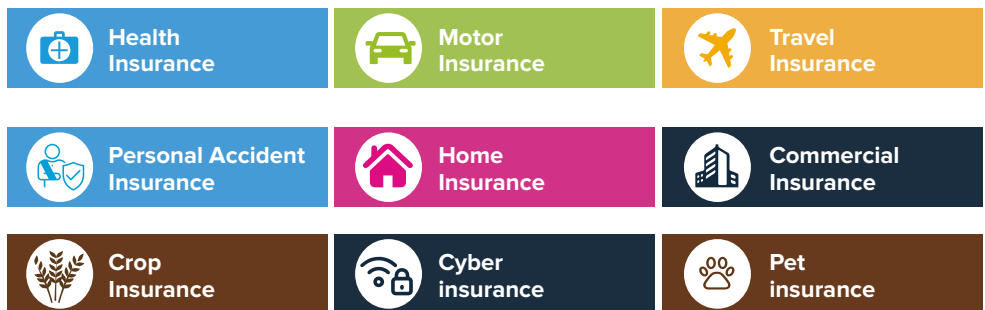 Health
Insurance
Motor
Insurance
Travel
Insurance
Personal Accident
Insurance
Home
Insurance
Commercial
Insurance
Crop
Insurance
Cyber
insurance
Pet
insurance